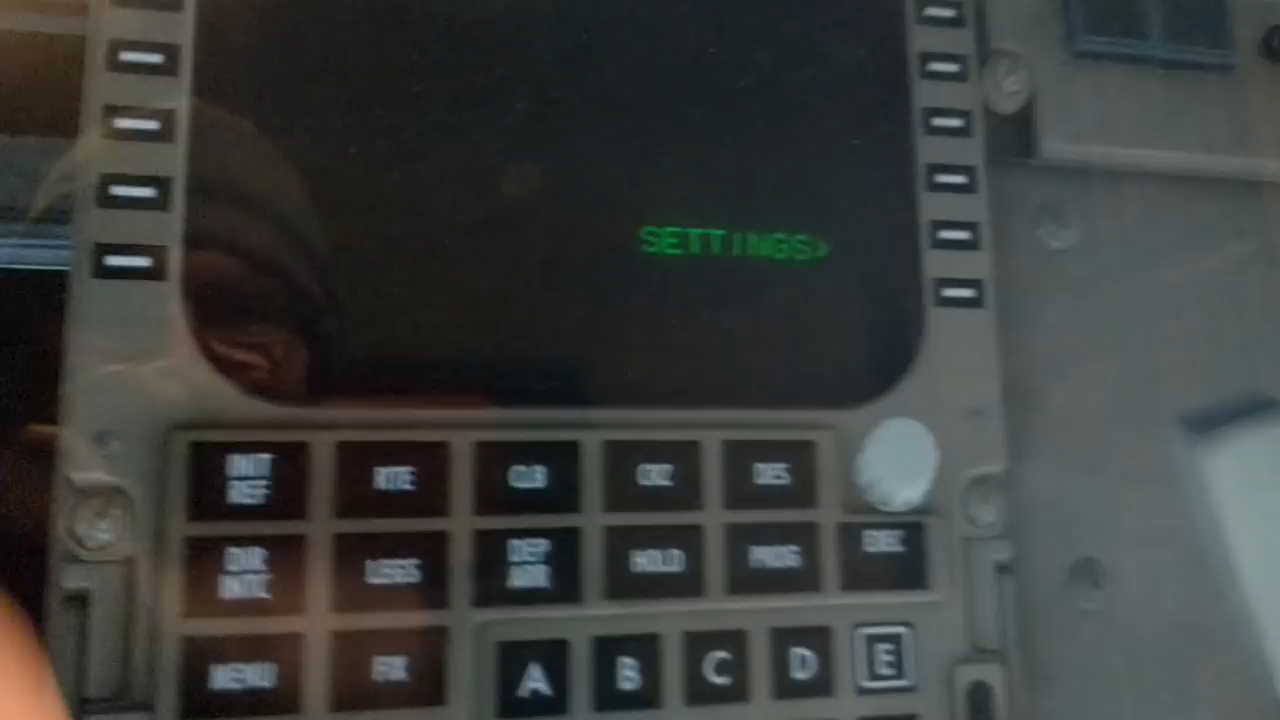 SETTINGS>
INIT
REF
RTE
CLB
CRZ
DES
DIR
INTC
LEGS
DEP
ARR
HOLD
PROG
EXEC
MENU
FIX
A
B
C
D
E